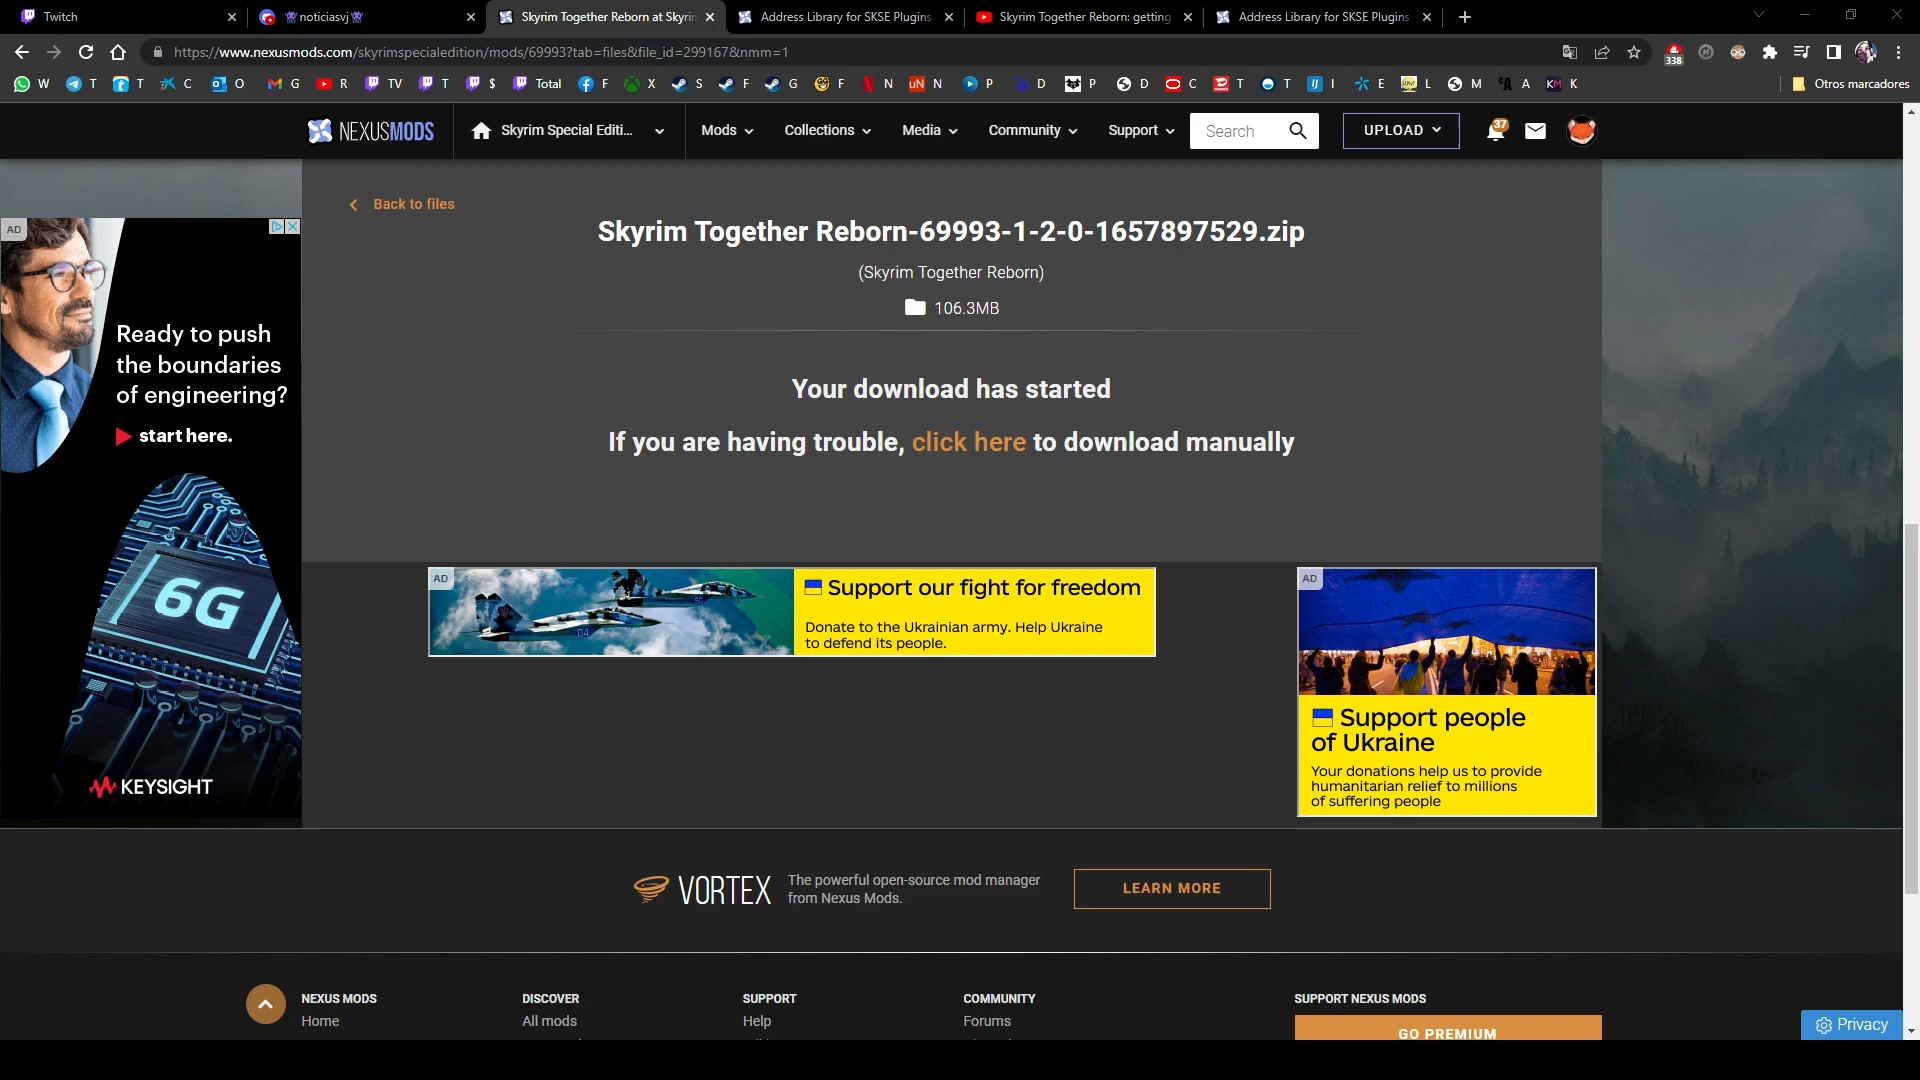 Twitch
noticiasvj
Skyrim Together Reborn at Skyrim
Address Library for SKSE Plugins
Skyrim Together Reborn: getting
Address Library for SKSE Plugins
https://www.nexusmods.com/skyrimspecialedition/mods/69993?tab=files&file_id=299167&nmm=1
338
W T T C O G R TV T $ Total F X S F G F N N P D P D C T T I E L M A K Otros marcadores
NEXUSMODS
Skyrim Special Editi...
Mods
Collections
Media
Community
Support
Search
UPLOAD
37
Back to files
Skyrim Together Reborn-69993-1-2-0-1657897529.zip
(Skyrim Together Reborn)
106.3MB
Your download has started
If you are having trouble, click here to download manually
AD
Ready to push
the boundaries
of engineering?
start here.
6G
KEYSIGHT
AD
04
Support our fight for freedom
Donate to the Ukrainian army. Help Ukraine
to defend its people.
AD
Support people
of Ukraine
Your donations help us to provide
humanitarian relief to millions
of suffering people
VORTEX
The powerful open-source mod manager
from Nexus Mods.
LEARN MORE
NEXUS MODS
DISCOVER
SUPPORT
COMMUNITY
SUPPORT NEXUS MODS
Home
All mods
Help
Forums
GO PREMIUM
Privacy